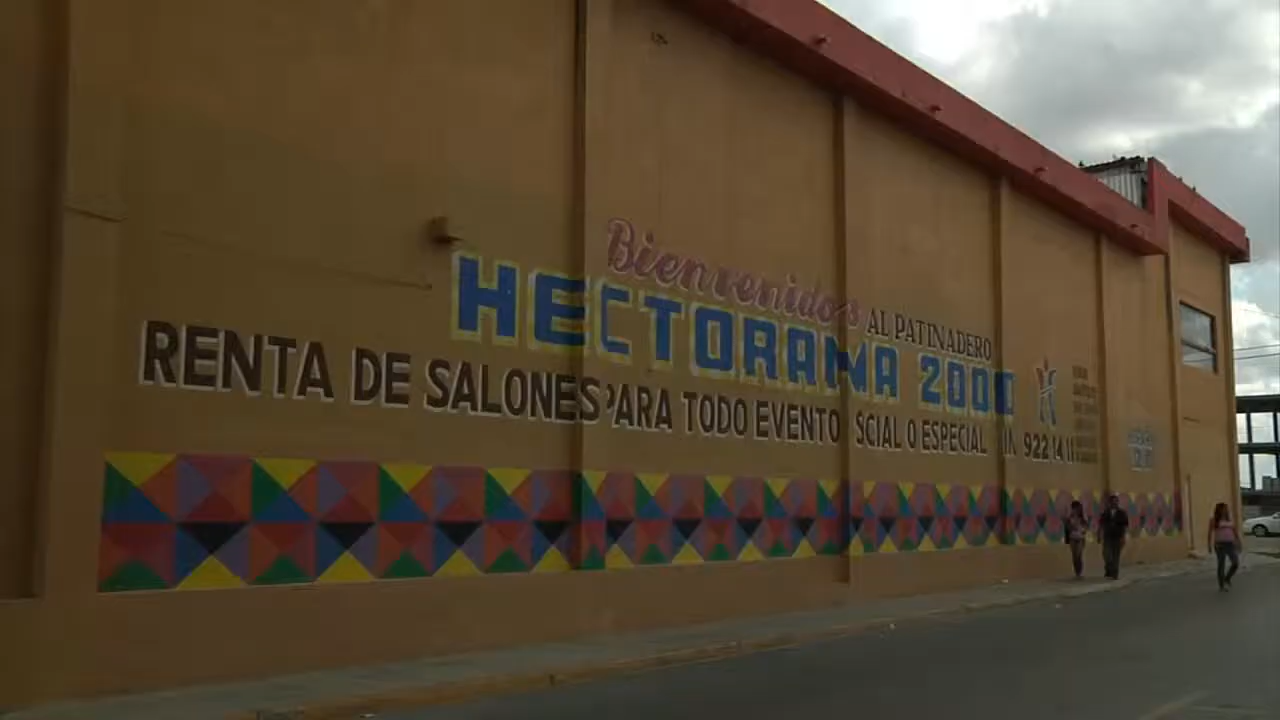 Bienvenidos
AL PATINADERO
HECTORAMA 2000
RENTA DE SALONES PARA TODO EVENTO SCIAL O ESPECIAL
922 14 11